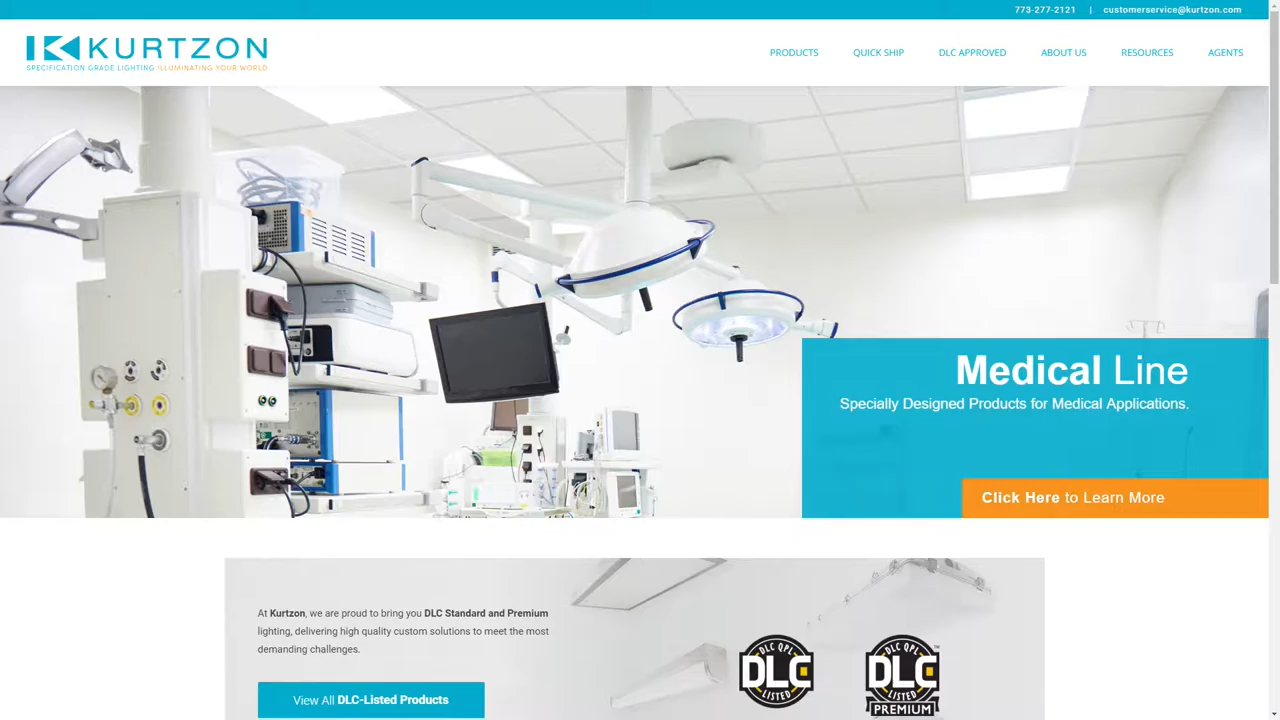 773-277-2121 | customerservice@kurtzon.com
KURTZON
SPECIFICATION GRADE LIGHTING ILLUMINATING YOUR WORLD
PRODUCTS QUICK SHIP DLC APPROVED ABOUT US RESOURCES AGENTS
Medical Line
Specially Designed Products for Medical Applications.
Click Here to Learn More
At Kurtzon, we are proud to bring you DLC Standard and Premium
lighting, delivering high quality custom solutions to meet the most
demanding challenges.
View All DLC-Listed Products
DLC QPL
DLC
LISTED
DLC QPL
DLC
LISTED
PREMIUM
™